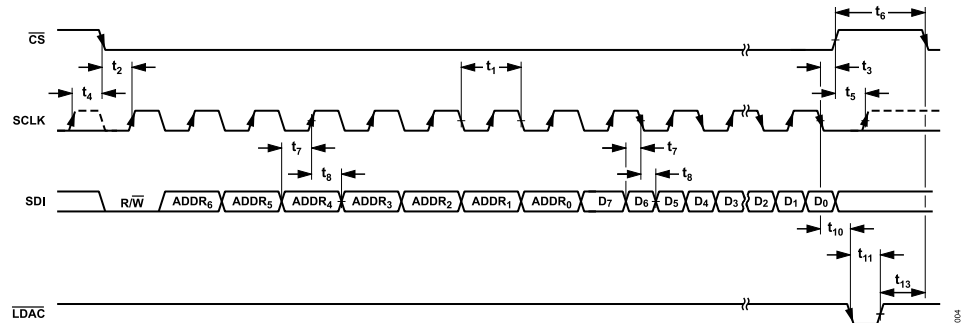 t₆
CS
t₂ t₁ t₃
t₄ t₅
SCLK
t₇ t₇
t₈ t₈
SDI R/W ADDR₆ ADDR₅ ADDR₄ ADDR₃ ADDR₂ ADDR₁ ADDR₀ D₇ D₆ D₅ D₄ D₃ D₂ D₁ D₀
t₁₀
t₁₁
t₁₃
LDAC
004